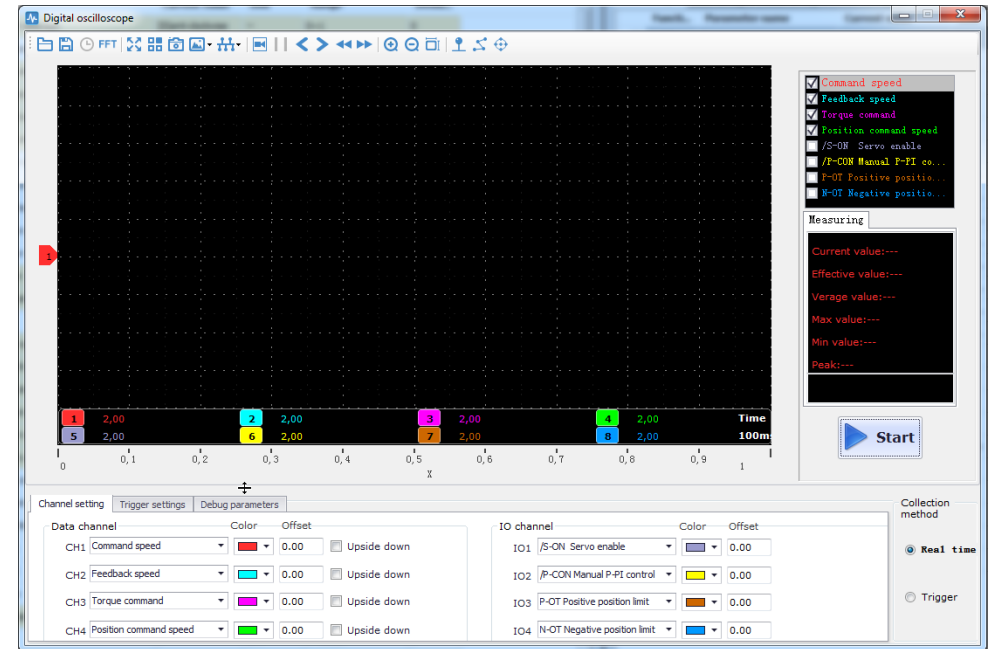 Digital oscilloscope
FFT
Command speed
Feedback speed
Torque command
Position command speed
/S-ON Servo enable
/P-CON Manual P-PI co...
P-OT Positive positio...
N-OT Negative positio...
Measuring
Current value:---
Effective value:---
Verage value:---
Max value:---
Min value:---
Peak:---
1
1 2,00 2 2,00 3 2,00 4 2,00 Time
5 2,00 6 2,00 7 2,00 8 2,00 100m
0 0,1 0,2 0,3 0,4 0,5 0,6 0,7 0,8 0,9 1
X
Start
Channel setting Trigger settings Debug parameters
Data channel Color Offset
CH1 Command speed 0.00 Upside down
CH2 Feedback speed 0.00 Upside down
CH3 Torque command 0.00 Upside down
CH4 Position command speed 0.00 Upside down
IO channel Color Offset
IO1 /S-ON Servo enable 0.00
IO2 /P-CON Manual P-PI control 0.00
IO3 P-OT Positive position limit 0.00
IO4 N-OT Negative position limit 0.00
Collection
method
Real time
Trigger